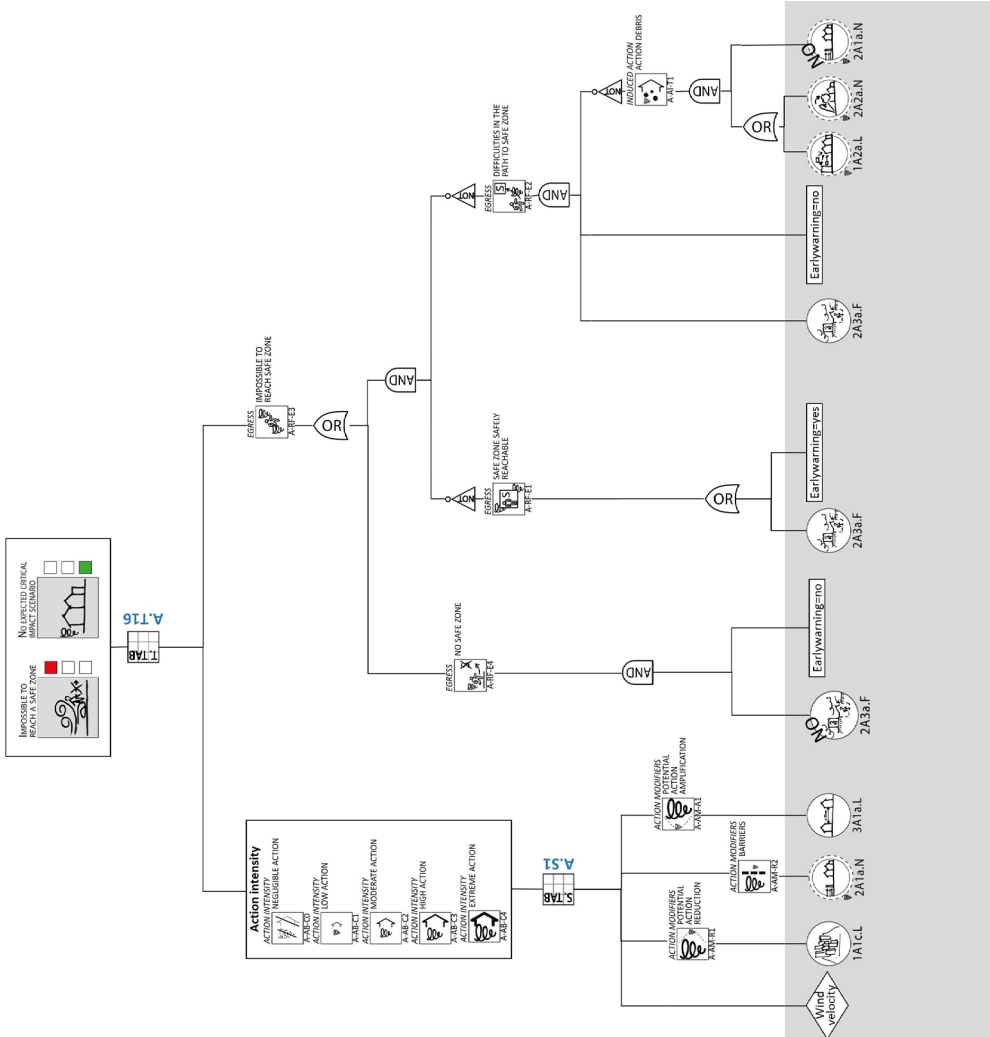 IMPOSSIBLE TO
REACH A SAFE ZONE
NO EXPECTED CRITICAL
IMPACT SCENARIO
T.TAB
A.T16
Action intensity
ACTION INTENSITY
NEGLIGIBLE ACTION
A-AB-C0
ACTION INTENSITY
LOW ACTION
A-AB-C1
ACTION INTENSITY
MODERATE ACTION
A-AB-C2
ACTION INTENSITY
HIGH ACTION
A-AB-C3
ACTION INTENSITY
EXTREME ACTION
A-AB-C4
S.TAB
A.S1
ACTION MODIFIERS
POTENTIAL
ACTION
REDUCTION
A-AM-R1
ACTION MODIFIERS
BARRIERS
A-AM-R2
ACTION MODIFIERS
POTENTIAL
ACTION
AMPLIFICATION
A-AM-A1
Wind
velocity
1A1c.L
2A1a.N
3A1a.L
EGRESS
IMPOSSIBLE TO
REACH SAFE ZONE
A-RF-E3
OR
EGRESS
NO SAFE ZONE
A-RF-E4
AND
NO
2A3a.F
Earlywarning=no
AND
NOT
EGRESS
SAFE ZONE SAFELY
REACHABLE
S
A-RF-E1
OR
2A3a.F
Earlywarning=yes
NOT
EGRESS
DIFFICULTIES IN THE
PATH TO SAFE ZONE
S
A-RF-E2
AND
2A3a.F
Earlywarning=no
NOT
INDUCED ACTION
ACTION DEBRIS
A-AI-T1
AND
OR
1A2a.L
2A2a.N
NO
2A1a.N